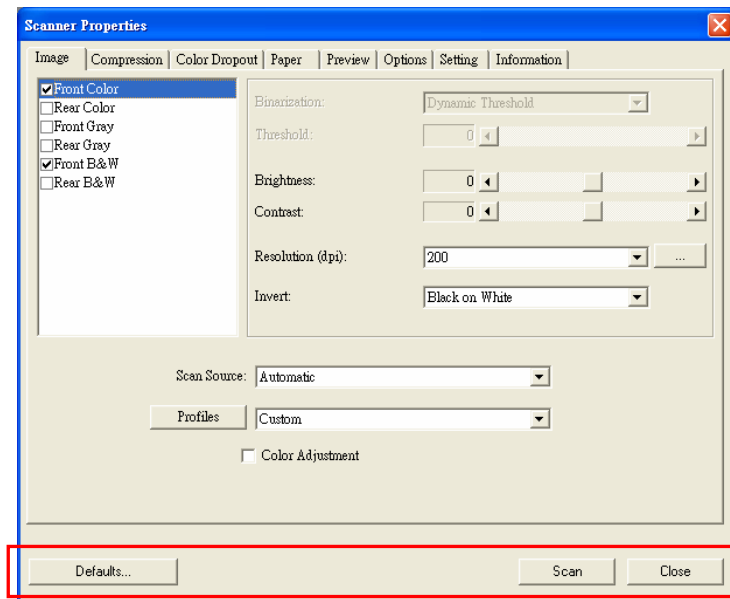 Scanner Properties
Image Compression Color Dropout Paper Preview Options Setting Information
Front Color
Rear Color
Front Gray
Rear Gray
Front B&W
Rear B&W
Binarization: Dynamic Threshold
Threshold: 0
Brightness: 0
Contrast: 0
Resolution (dpi): 200 ...
Invert: Black on White
Scan Source: Automatic
Profiles Custom
Color Adjustment
Defaults... Scan Close